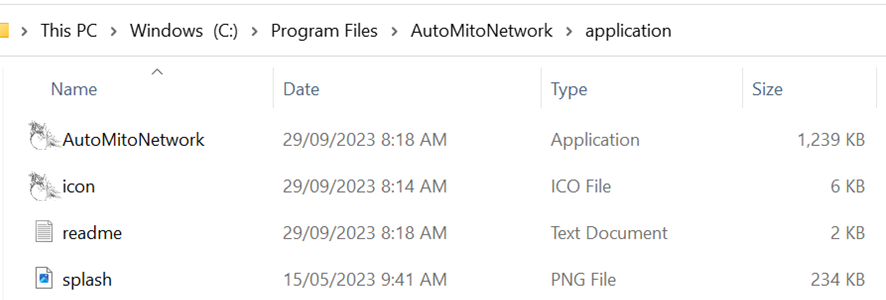 This PC > Windows (C:) > Program Files > AutoMitoNetwork > application
Name Date Type Size
AutoMitoNetwork 29/09/2023 8:18 AM Application 1,239 KB
icon 29/09/2023 8:14 AM ICO File 6 KB
readme 29/09/2023 8:18 AM Text Document 2 KB
splash 15/05/2023 9:41 AM PNG File 234 KB